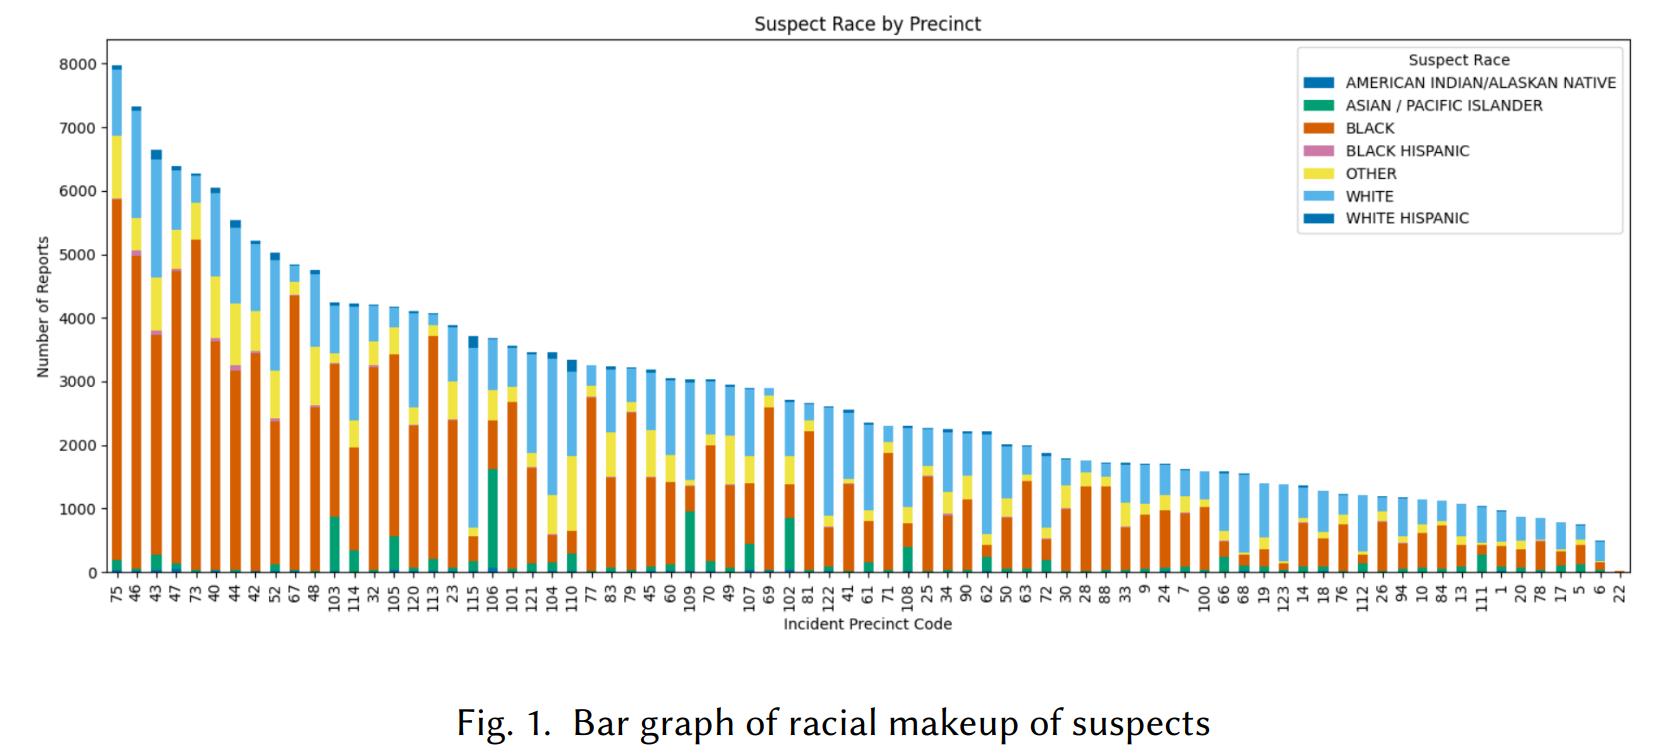 Suspect Race by Precinct
Suspect Race
AMERICAN INDIAN/ALASKAN NATIVE
ASIAN / PACIFIC ISLANDER
BLACK
BLACK HISPANIC
OTHER
WHITE
WHITE HISPANIC
Number of Reports
8000
7000
6000
5000
4000
3000
2000
1000
0
75 46 43 47 73 40 44 42 52 67 48 103 114 32 105 120 113 23 115 106 101 121 104 110 77 83 79 45 60 109 70 49 107 69 102 81 122 41 61 71 108 25 34 90 62 50 63 72 30 28 88 33 9 24 7 100 66 68 19 123 14 18 76 112 26 94 10 84 13 111 1 20 78 17 5 6 22
Incident Precinct Code
Fig. 1. Bar graph of racial makeup of suspects